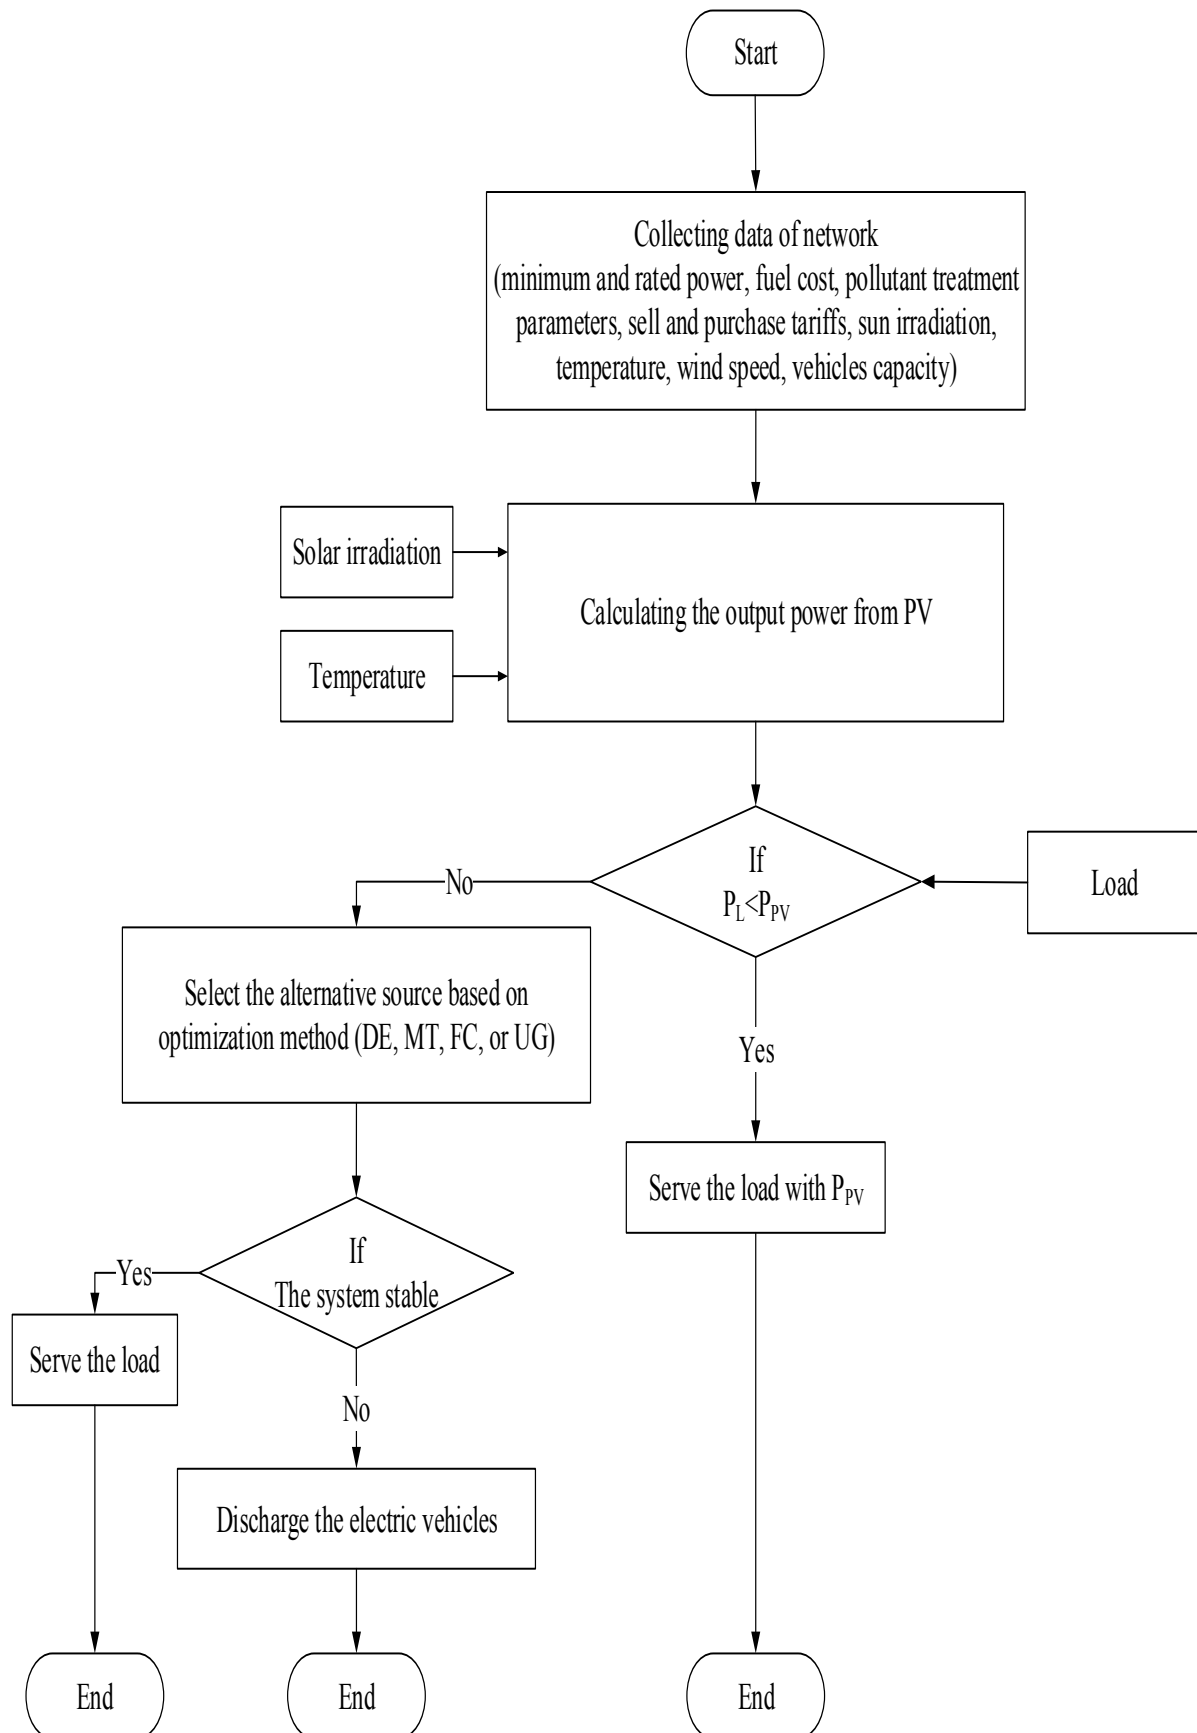 Start
Collecting data of network
(minimum and rated power, fuel cost, pollutant treatment
parameters, sell and purchase tariffs, sun irradiation,
temperature, wind speed, vehicles capacity)
Solar irradiation
Calculating the output power from PV
Temperature
If
P_L<P_PV
Load
No
Select the alternative source based on
optimization method (DE, MT, FC, or UG)
Yes
Serve the load with P_PV
If
The system stable
Yes
Serve the load
No
Discharge the electric vehicles
End
End
End